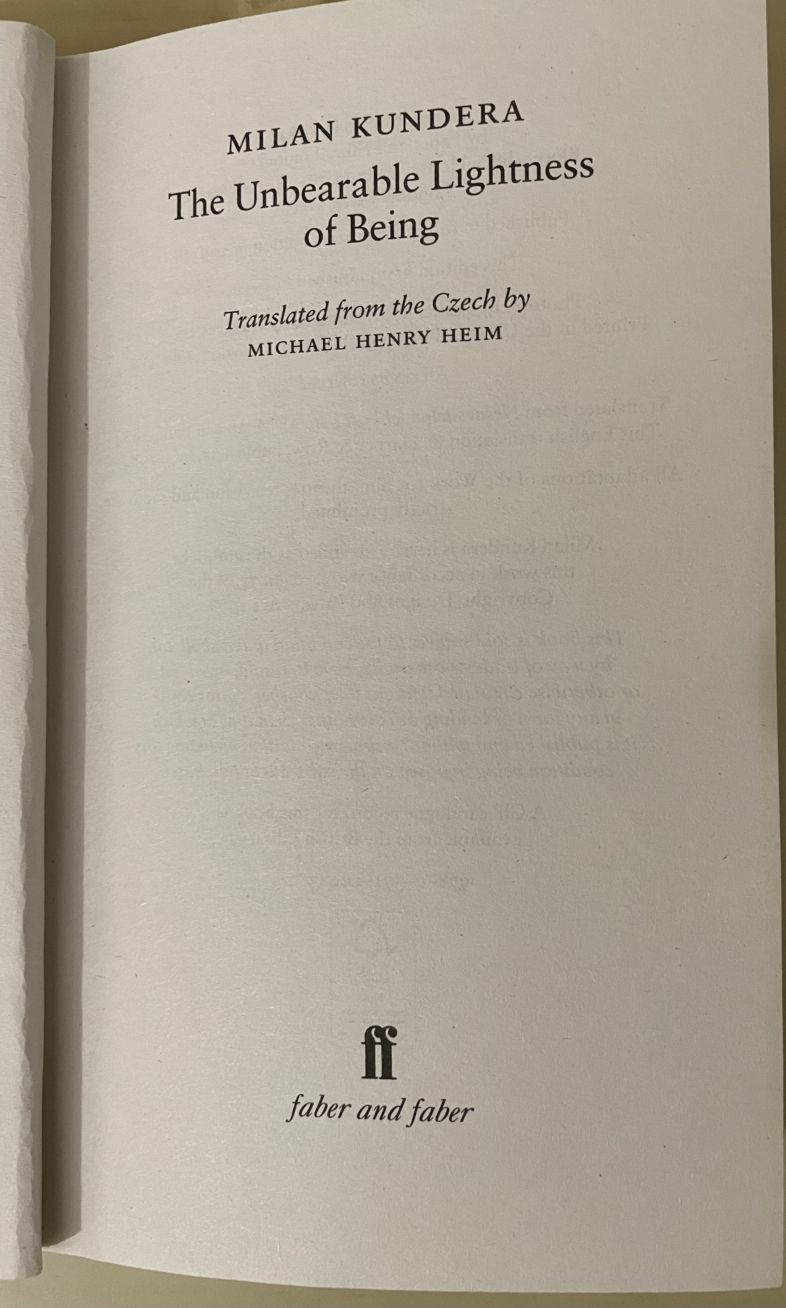 MILAN KUNDERA
The Unbearable Lightness
of Being
Translated from the Czech by
MICHAEL HENRY HEIM
ff
faber and faber